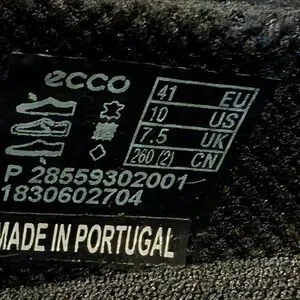 ecco
41 EU
10 US
7.5 UK
260 (2) CN
P 28559302001
1830602704
MADE IN PORTUGAL